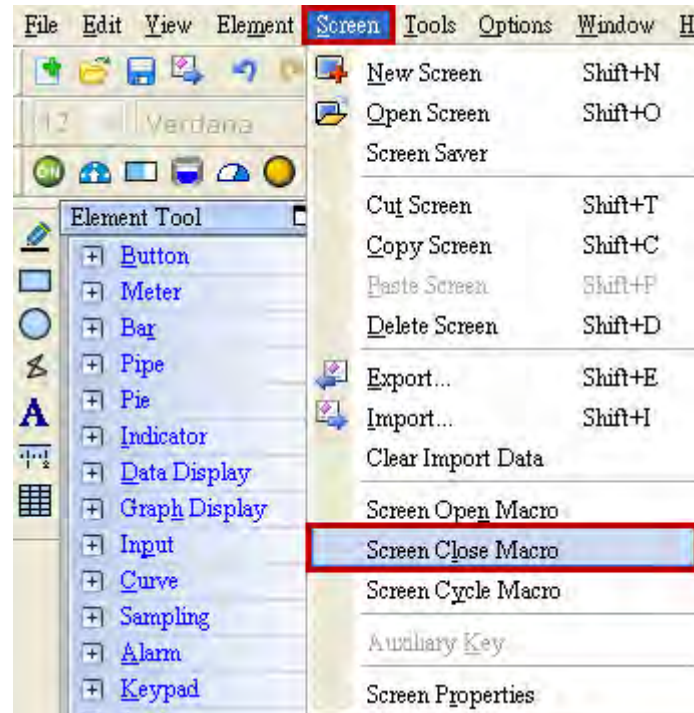 File Edit View Element Screen Tools Options Window H
New Screen Shift+N
12 Verdana
Open Screen Shift+O
Screen Saver
ON
Element Tool
Cut Screen Shift+T
Button
Copy Screen Shift+C
Meter
Paste Screen Shift+P
Bar
Delete Screen Shift+D
Pipe
Export... Shift+E
Pie
A
Import... Shift+I
Indicator
Clear Import Data
Data Display
Graph Display
Screen Open Macro
Input
Screen Close Macro
Curve
Screen Cycle Macro
Sampling
Alarm
Auxiliary Key
Keypad
Screen Properties